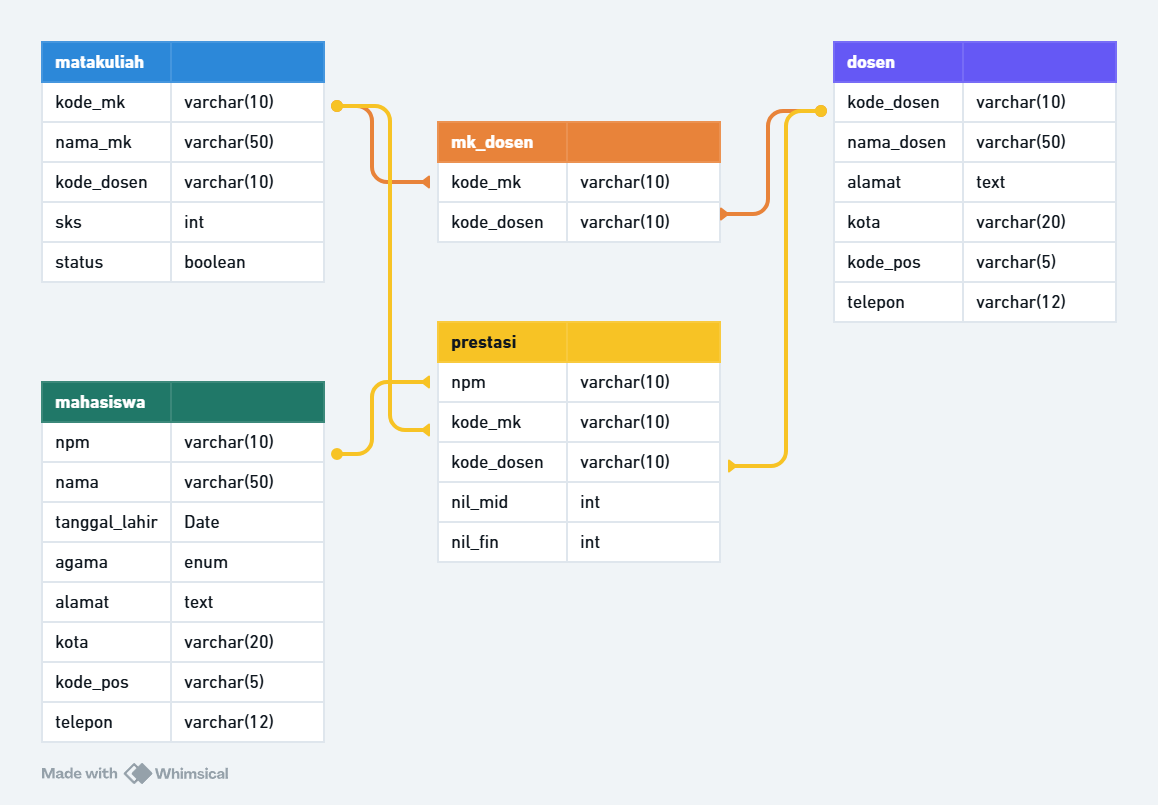 matakuliah
kode_mk varchar(10)
nama_mk varchar(50)
kode_dosen varchar(10)
sks int
status boolean
mk_dosen
kode_mk varchar(10)
kode_dosen varchar(10)
dosen
kode_dosen varchar(10)
nama_dosen varchar(50)
alamat text
kota varchar(20)
kode_pos varchar(5)
telepon varchar(12)
prestasi
npm varchar(10)
kode_mk varchar(10)
kode_dosen varchar(10)
nil_mid int
nil_fin int
mahasiswa
npm varchar(10)
nama varchar(50)
tanggal_lahir Date
agama enum
alamat text
kota varchar(20)
kode_pos varchar(5)
telepon varchar(12)
Made with Whimsical